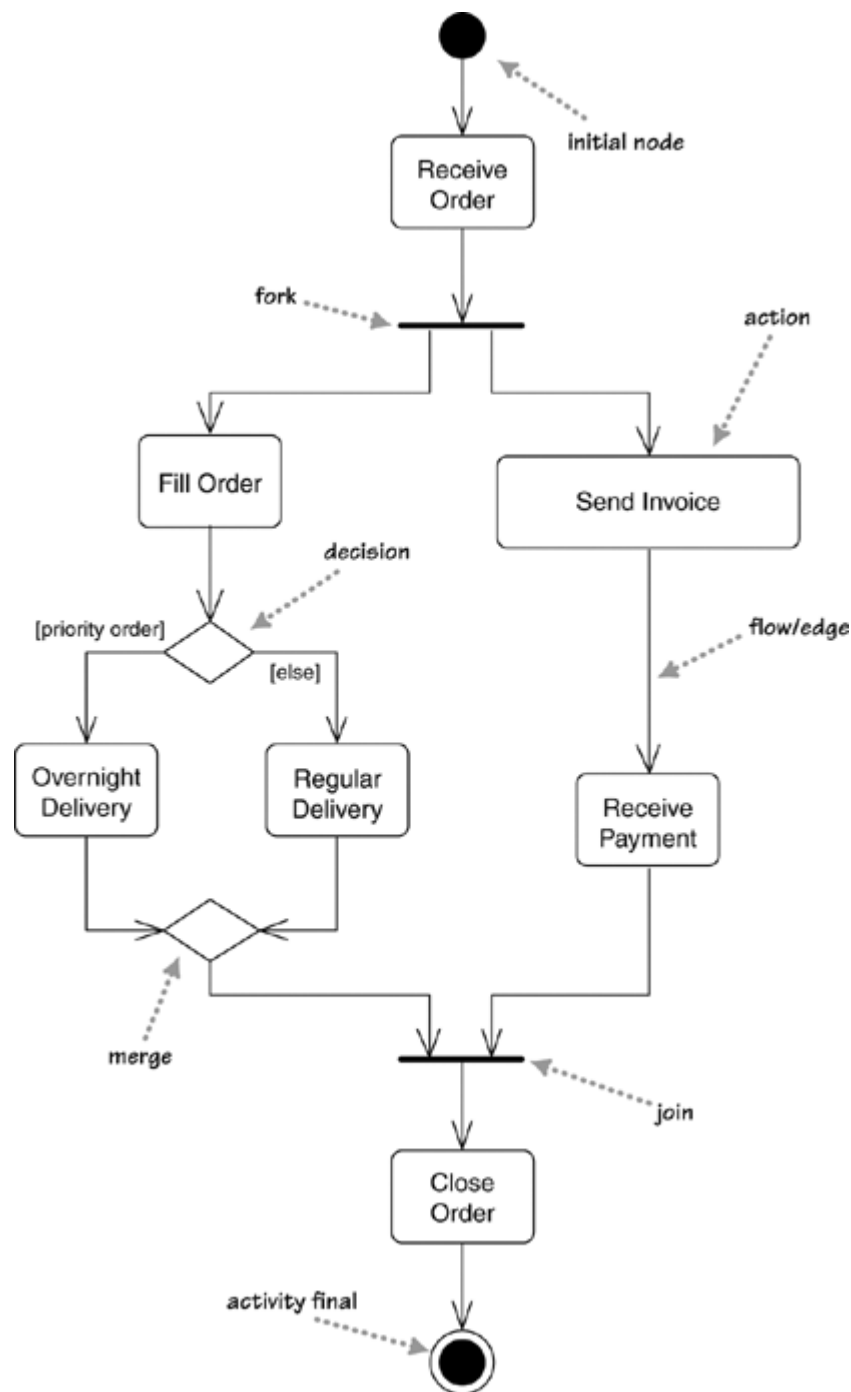 initial node
Receive
Order
fork
action
Fill Order
Send Invoice
decision
[priority order]
[else]
flow/edge
Overnight
Delivery
Regular
Delivery
Receive
Payment
merge
join
Close
Order
activity final